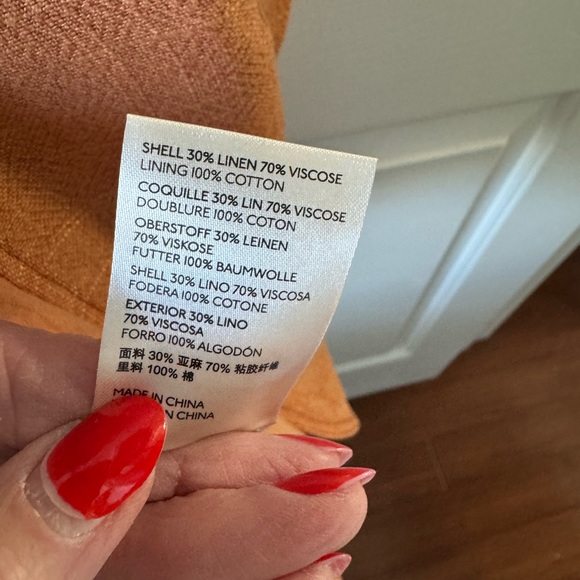 SHELL 30% LINEN 70% VISCOSE
LINING 100% COTTON
COQUILLE 30% LIN 70% VISCOSE
DOUBLURE 100% COTON
OBERSTOFF 30% LEINEN
70% VISKOSE
FUTTER 100% BAUMWOLLE
SHELL 30% LINO 70% VISCOSA
FODERA 100% COTONE
EXTERIOR 30% LINO
70% VISCOSA
FORRO 100% ALGODÓN
面料 30% 亚麻 70% 粘胶纤维
里料 100% 棉
MADE IN CHINA
IN CHINA